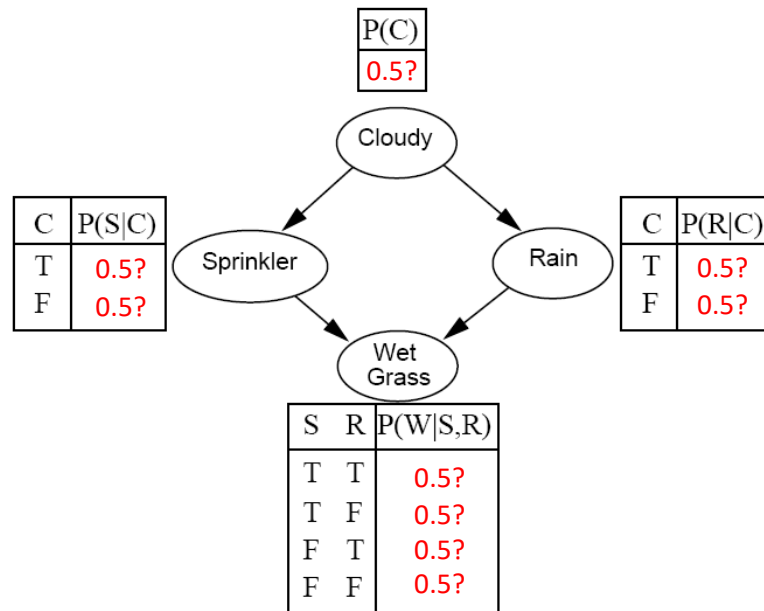 P(C)
0.5?
Cloudy
C P(S|C)
T 0.5?
F 0.5?
Sprinkler
Rain
C P(R|C)
T 0.5?
F 0.5?
Wet
Grass
S R P(W|S,R)
T T 0.5?
T F 0.5?
F T 0.5?
F F 0.5?